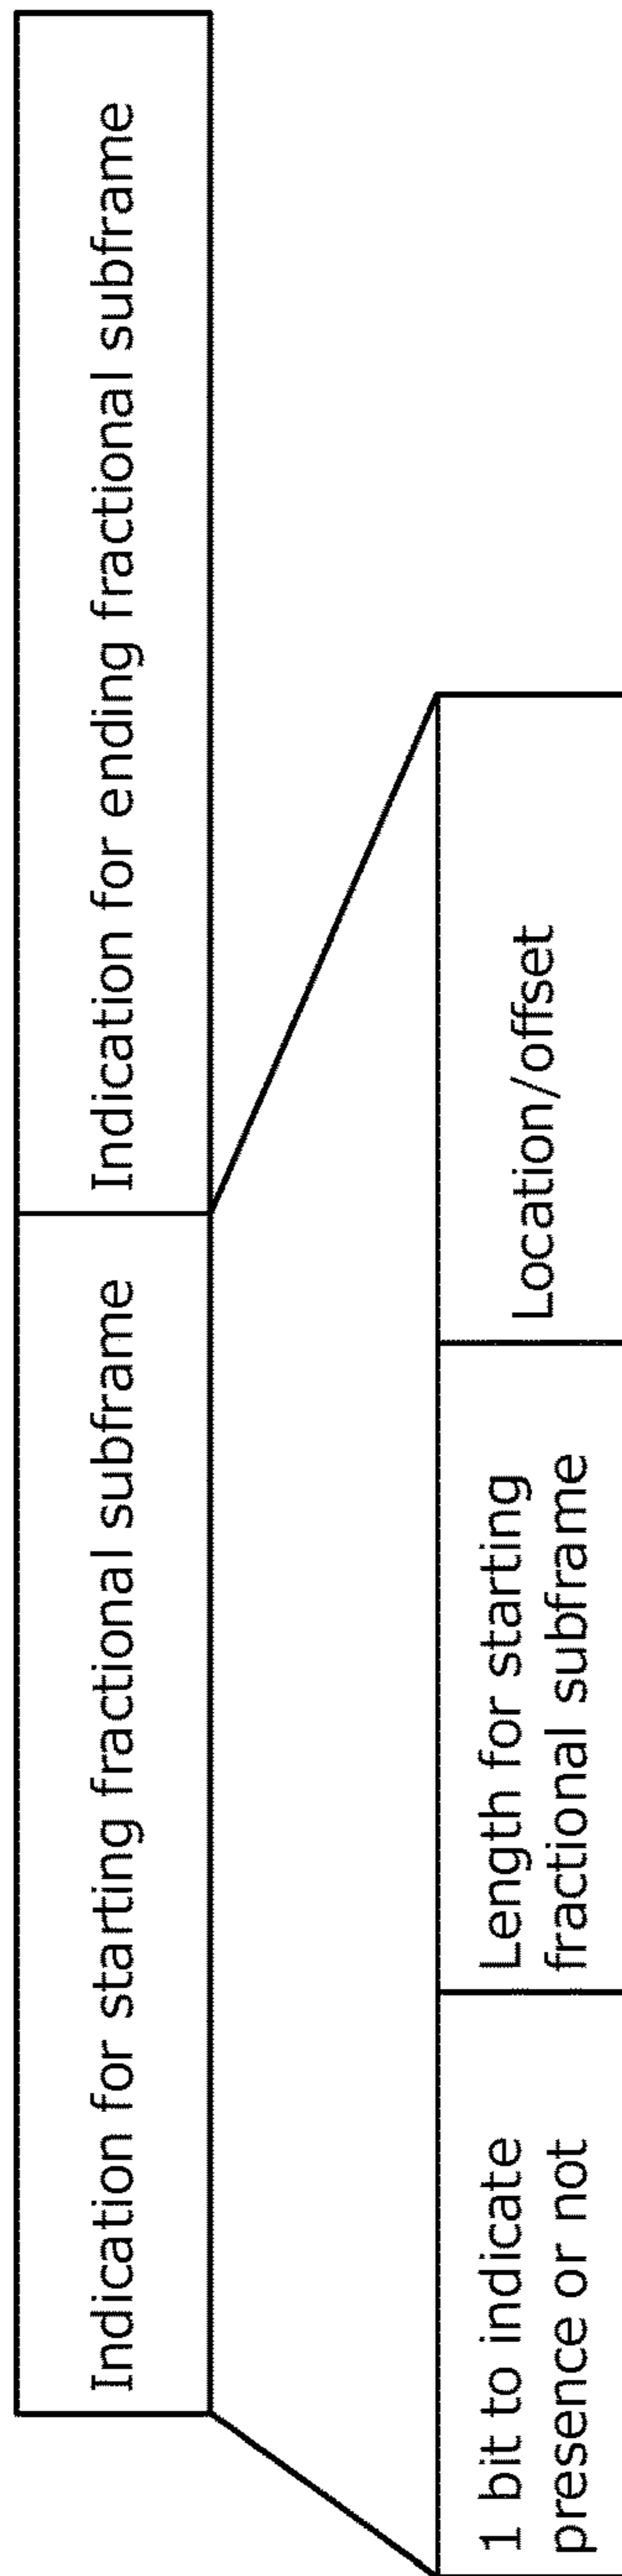 Indication for starting fractional subframe
Indication for ending fractional subframe
1 bit to indicate
presence or not
Length for starting
fractional subframe
Location/offset